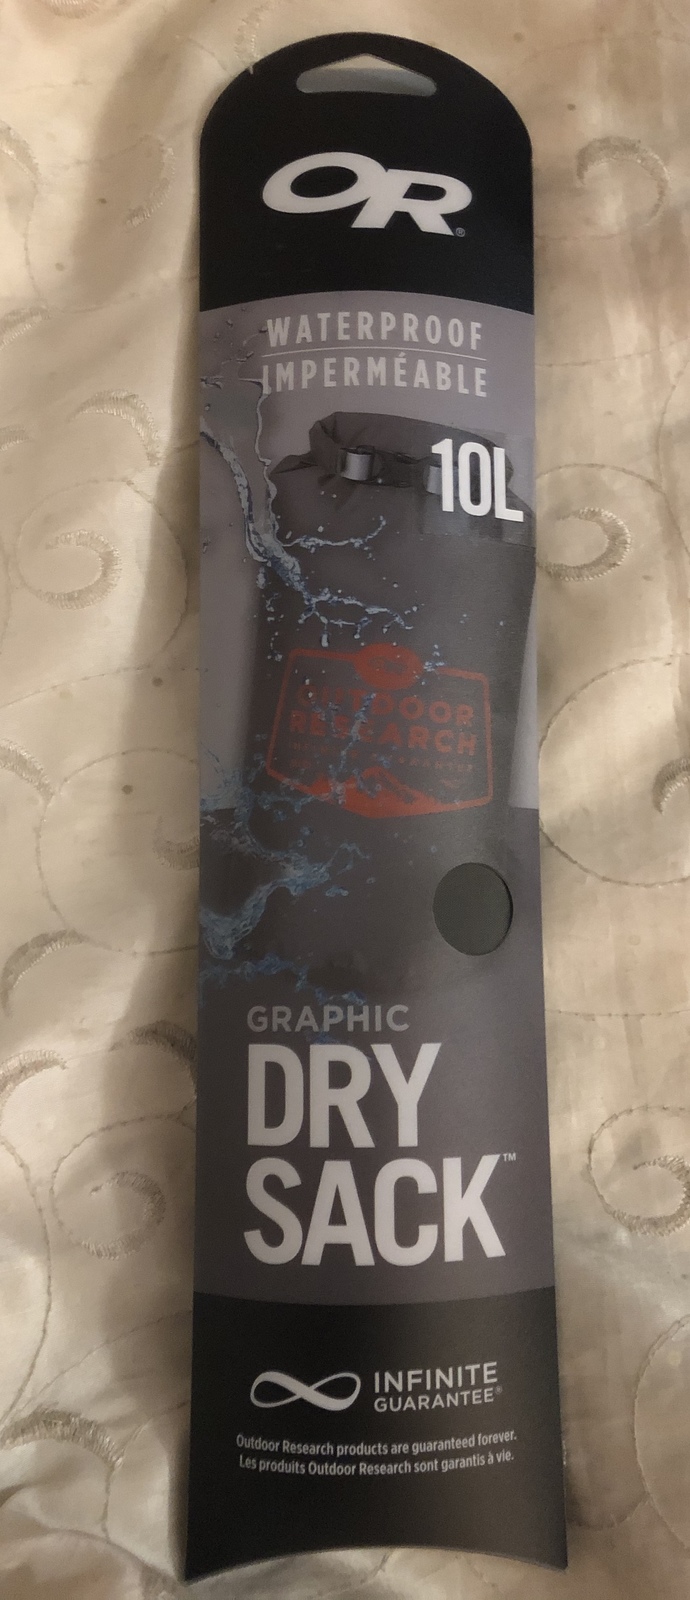 OR®
WATERPROOF
IMPERMÉABLE
10L
OUTDOOR
RESEARCH
GRAPHIC
DRY
SACK™
INFINITE
GUARANTEE®
Outdoor Research products are guaranteed forever.
Les produits Outdoor Research sont garantis à vie.